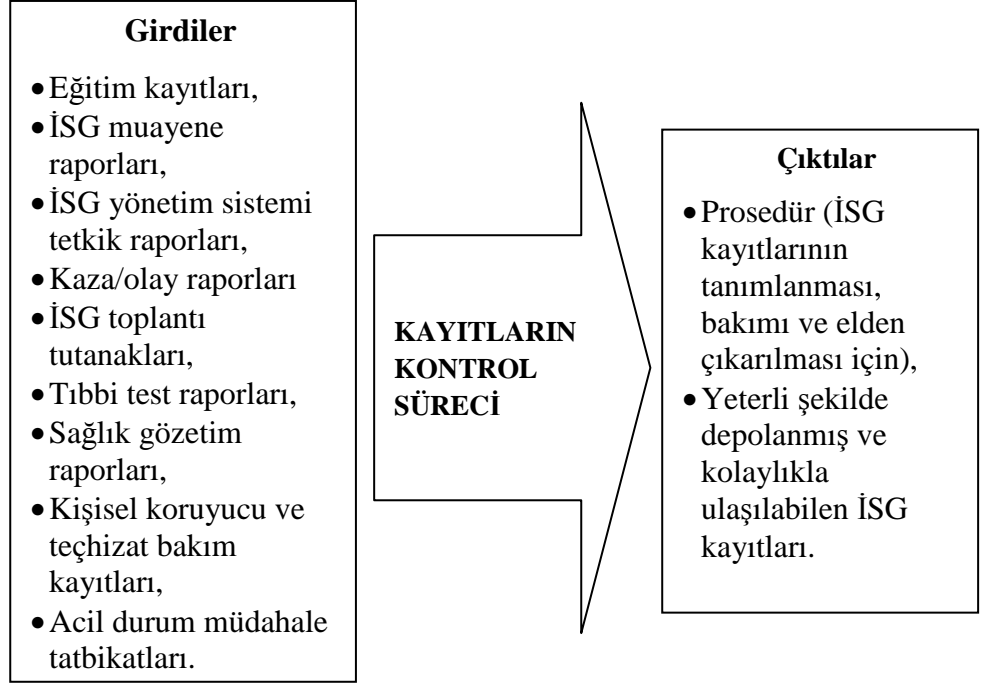 Girdiler
•Eğitim kayıtları,
•İSG muayene
raporları,
•İSG yönetim sistemi
tetkik raporları,
•Kaza/olay raporları
•İSG toplantı
tutanakları,
•Tıbbi test raporları,
•Sağlık gözetim
raporları,
•Kişisel koruyucu ve
teçhizat bakım
kayıtları,
•Acil durum müdahale
tatbikatları.
KAYITLARIN
KONTROL
SÜRECİ
Çıktılar
•Prosedür (İSG
kayıtlarının
tanımlanması,
bakımı ve elden
çıkarılması için),
•Yeterli şekilde
depolanmış ve
kolaylıkla
ulaşılabilen İSG
kayıtları.